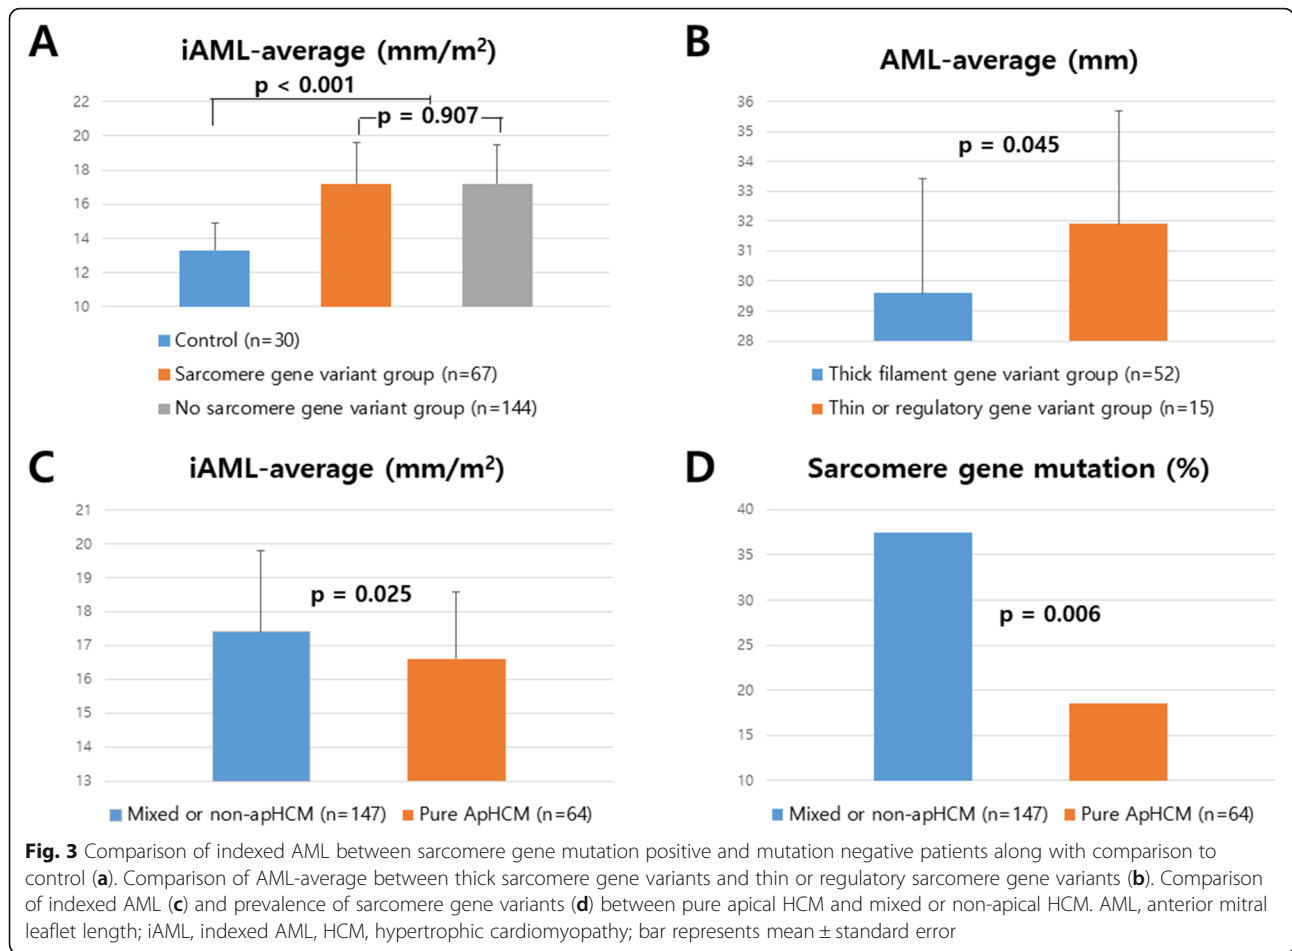 A
iAML-average (mm/m²)
p < 0.001
p = 0.907
22
20
18
16
14
12
10
Control (n=30)
Sarcomere gene variant group (n=67)
No sarcomere gene variant group (n=144)
B
AML-average (mm)
p = 0.045
36
35
34
33
32
31
30
29
28
Thick filament gene variant group (n=52)
Thin or regulatory gene variant group (n=15)
C
iAML-average (mm/m²)
p = 0.025
21
20
19
18
17
16
15
14
13
Mixed or non-apHCM (n=147) Pure ApHCM (n=64)
D
Sarcomere gene mutation (%)
p = 0.006
40
35
30
25
20
15
10
Mixed or non-apHCM (n=147) Pure ApHCM (n=64)
Fig. 3 Comparison of indexed AML between sarcomere gene mutation positive and mutation negative patients along with comparison to
control (a). Comparison of AML-average between thick sarcomere gene variants and thin or regulatory sarcomere gene variants (b). Comparison
of indexed AML (c) and prevalence of sarcomere gene variants (d) between pure apical HCM and mixed or non-apical HCM. AML, anterior mitral
leaflet length; iAML, indexed AML, HCM, hypertrophic cardiomyopathy; bar represents mean ± standard error